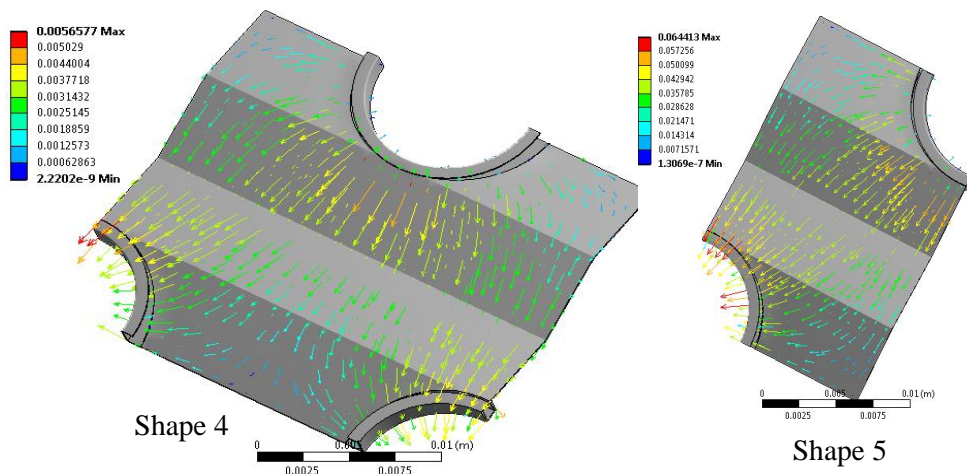 0.0056577 Max
0.005029
0.0044004
0.0037718
0.0031432
0.0025145
0.0018859
0.0012573
0.00062863
2.2202e-9 Min
Shape 4
0 0.005 0.01 (m)
0.0025 0.0075
0.064413 Max
0.057256
0.050099
0.042942
0.035785
0.028628
0.021471
0.014314
0.0071571
1.3069e-7 Min
0 0.005 0.01 (m)
0.0025 0.0075
Shape 5